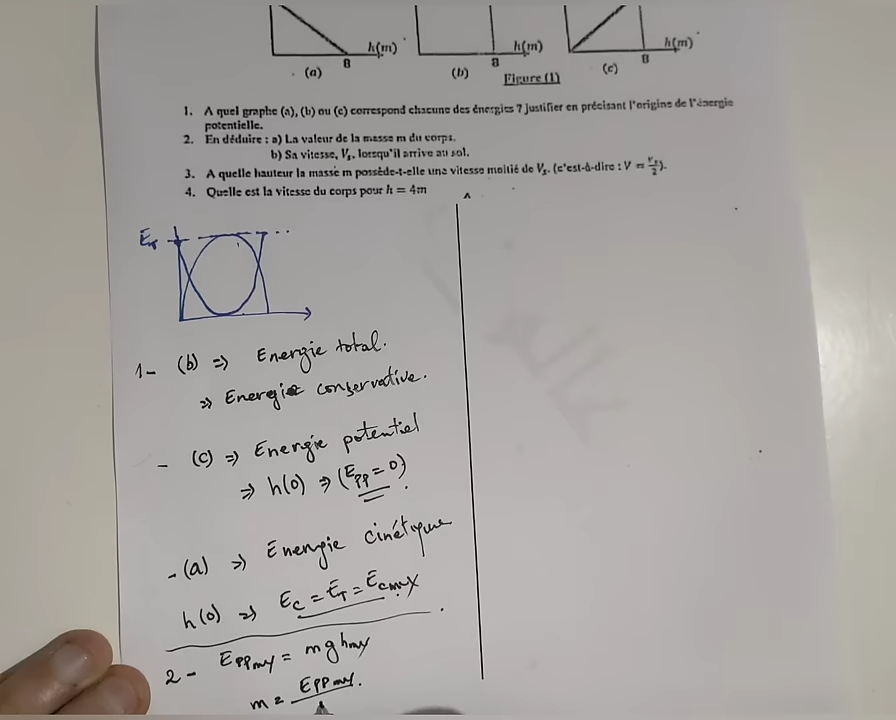 h(m) h(m) h(m)
8 8 8
(a) (b) (c)
Figure (1)
1. A quel graphe (a), (b) ou (c) correspond chacune des énergies ? Justifier en précisant l'origine de l'énergie
potentielle.
2. En déduire : a) La valeur de la masse m du corps.
b) Sa vitesse, Vs, lorsqu'il arrive au sol.
3. A quelle hauteur la masse m possède-t-elle une vitesse moitié de Vs. (c'est-à-dire : V = Vs/2).
4. Quelle est la vitesse du corps pour h = 4m
ET
1- (b) => Energie total.
=> Energie conservative.
- (c) => Energie potentiel
=> h(0) => (Epp=0).
- (a) => Energie cinétique
h(0) => Ec = ET = Ecmax.
2- Eppmax = mghmax
m = Eppmax.